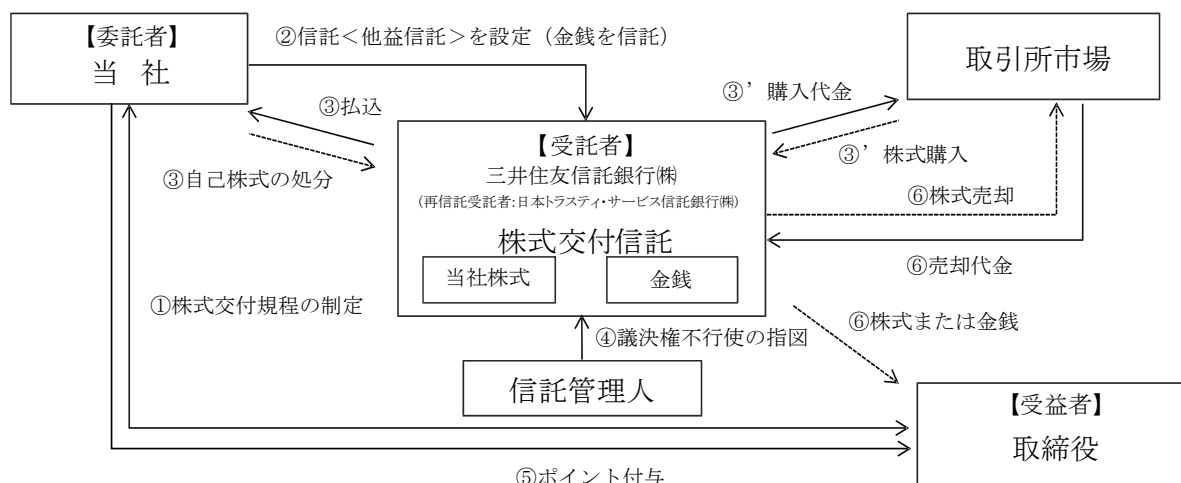 【委託者】
当 社
②信託<他益信託>を設定（金銭を信託）
取引所市場
③払込
③’ 購入代金
【受託者】
三井住友信託銀行㈱
(再信託受託者:日本トラスティ・サービス信託銀行㈱)
③’ 株式購入
③自己株式の処分
⑥株式売却
株式交付信託
当社株式
金銭
⑥売却代金
①株式交付規程の制定
④議決権不行使の指図
⑥株式または金銭
信託管理人
【受益者】
取締役
⑤ポイント付与